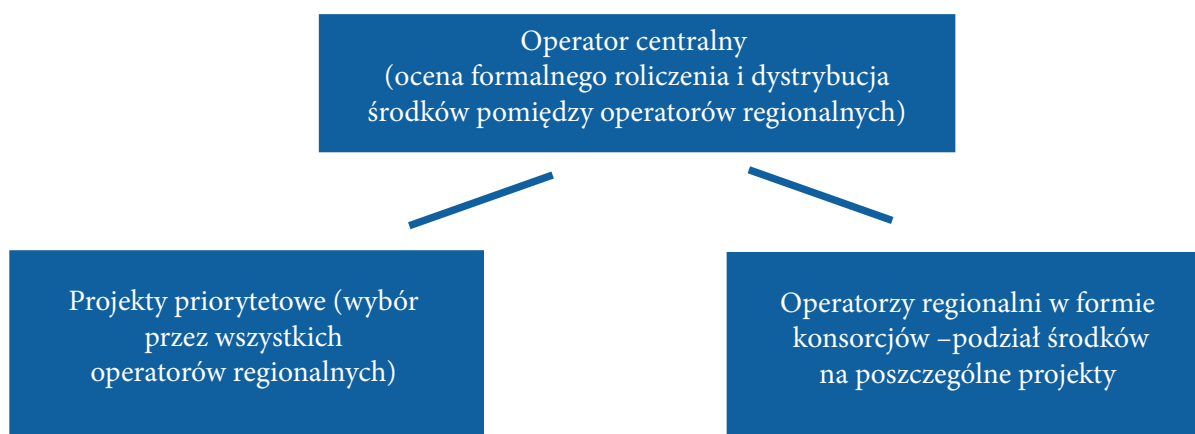 Operator centralny
(ocena formalnego roliczenia i dystrybucja
środków pomiędzy operatorów regionalnych)
Projekty priorytetowe (wybór
przez wszystkich
operatorów regionalnych)
Operatorzy regionalni w formie
konsorcjów –podział środków
na poszczególne projekty